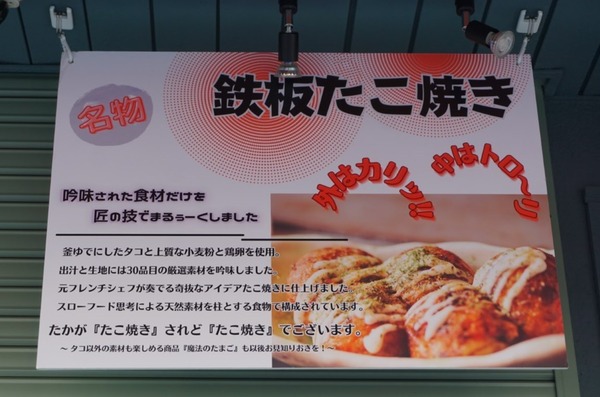 名物
鉄板たこ焼き
外はカリッ!!
中はトロ〜リ
吟味された食材だけを
匠の技でまるぅーくしました
釜ゆでにしたタコと上質な小麦粉と鶏卵を使用。
出汁と生地には30品目の厳選素材を吟味しました。
元フレンチシェフが奏でる奇抜なアイデアたこ焼きに仕上げました。
スローフード思考による天然素材を柱とする食物で構成されています。
たかが『たこ焼き』されど『たこ焼き』でございます。
〜 タコ以外の素材も楽しめる商品『魔法のたまご』も以後お見知りおきを！〜